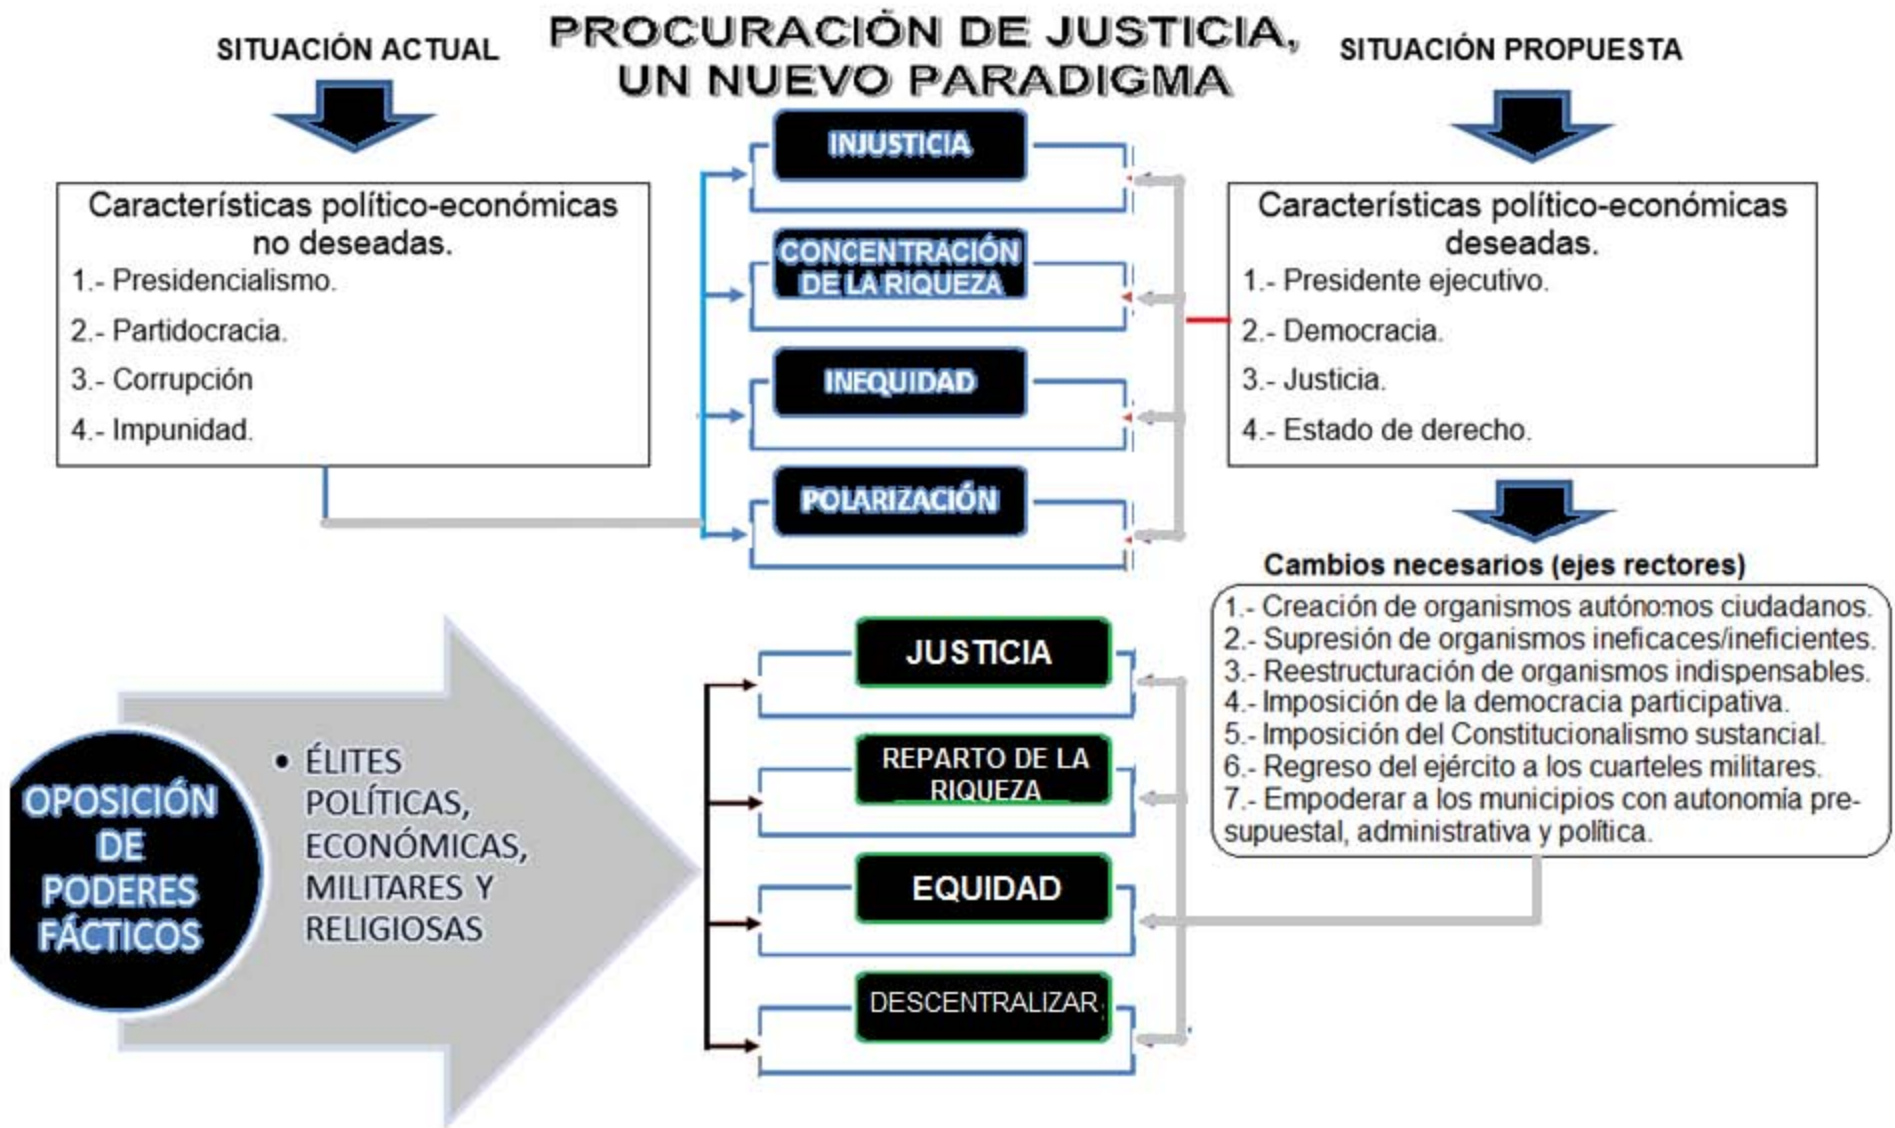 PROCURACIÓN DE JUSTICIA,
UN NUEVO PARADIGMA
SITUACIÓN ACTUAL
Características político-económicas
no deseadas.
1.- Presidencialismo.
2.- Partidocracia.
3.- Corrupción
4.- Impunidad.
INJUSTICIA
CONCENTRACIÓN
DE LA RIQUEZA
INEQUIDAD
POLARIZACIÓN
SITUACIÓN PROPUESTA
Características político-económicas
deseadas.
1.- Presidente ejecutivo.
2.- Democracia.
3.- Justicia.
4.- Estado de derecho.
Cambios necesarios (ejes rectores)
1.- Creación de organismos autónomos ciudadanos.
2.- Supresión de organismos ineficaces/ineficientes.
3.- Reestructuración de organismos indispensables.
4.- Imposición de la democracia participativa.
5.- Imposición del Constitucionalismo sustancial.
6.- Regreso del ejército a los cuarteles militares.
7.- Empoderar a los municipios con autonomía pre-
supuestal, administrativa y política.
OPOSICIÓN
DE
PODERES
FÁCTICOS
• ÉLITES
POLÍTICAS,
ECONÓMICAS,
MILITARES Y
RELIGIOSAS
JUSTICIA
REPARTO DE LA
RIQUEZA
EQUIDAD
DESCENTRALIZAR